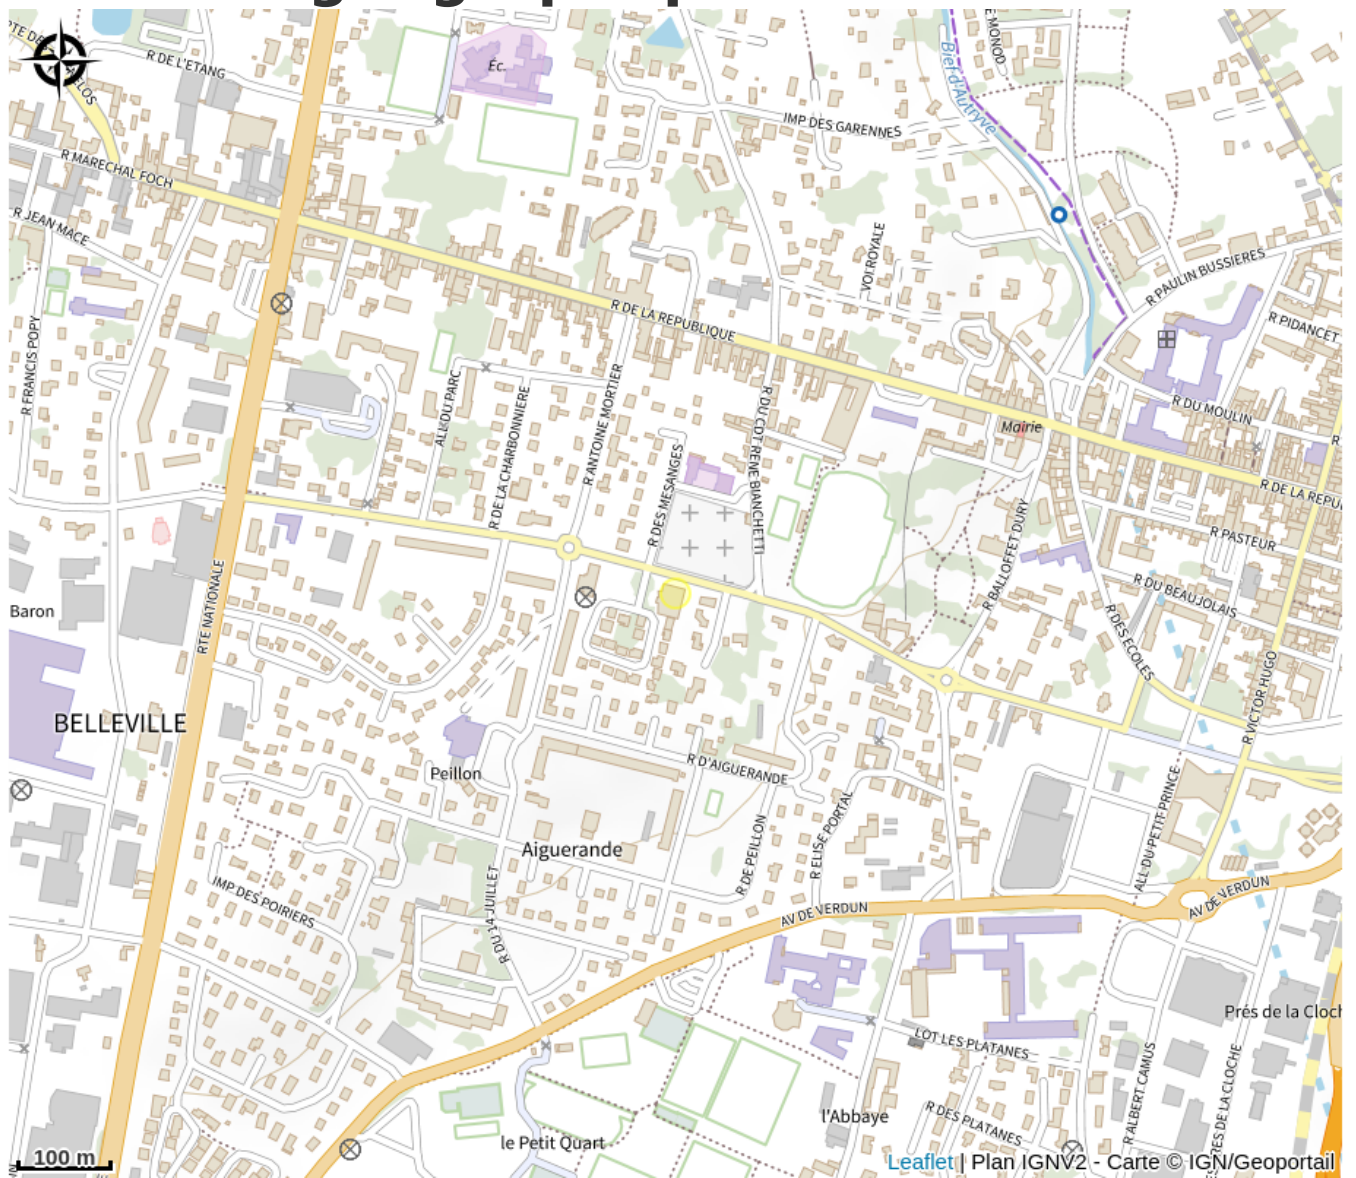 R DE L'ETANG
Éc.
R MARECHAL FOCH
R JEAN MACE
IMP DES GARENNES
Bief d'Autryve
E MONOD
VOI ROYALE
R PAULIN BUSSIERES
R PIDANCET
R FRANCIS POPY
R DE LA REPUBLIQUE
ALL DU PARC
R DE LA CHARBONNIERE
R ANTOINE MORTIER
R DES MESANGES
R DU CDT RENE BIANCHETTI
Mairie
R DU MOULIN
R DE LA REPU
R PASTEUR
R BALLOFFET DURY
R DU BEAUJOLAIS
R DES ECOLES
R VICTOR HUGO
RTE NATIONALE
Baron
BELLEVILLE
Peillon
R D'AIGUERANDE
Aiguerande
R DE PEILLON
R ELISE PORTAL
ALL DU PETIT PRINCE
AV DE VERDUN
AV DE VERDUN
IMP DES POIRIERS
R DU 14 JUILLET
Prés de la Cloch
LOT LES PLATANES
R ALBERT CAMUS
RES DE LA CLOCHE
R DES PLATANES
l'Abbaye
le Petit Quart
100 m
Leaflet | Plan IGNV2 - Carte © IGN/Geoportail